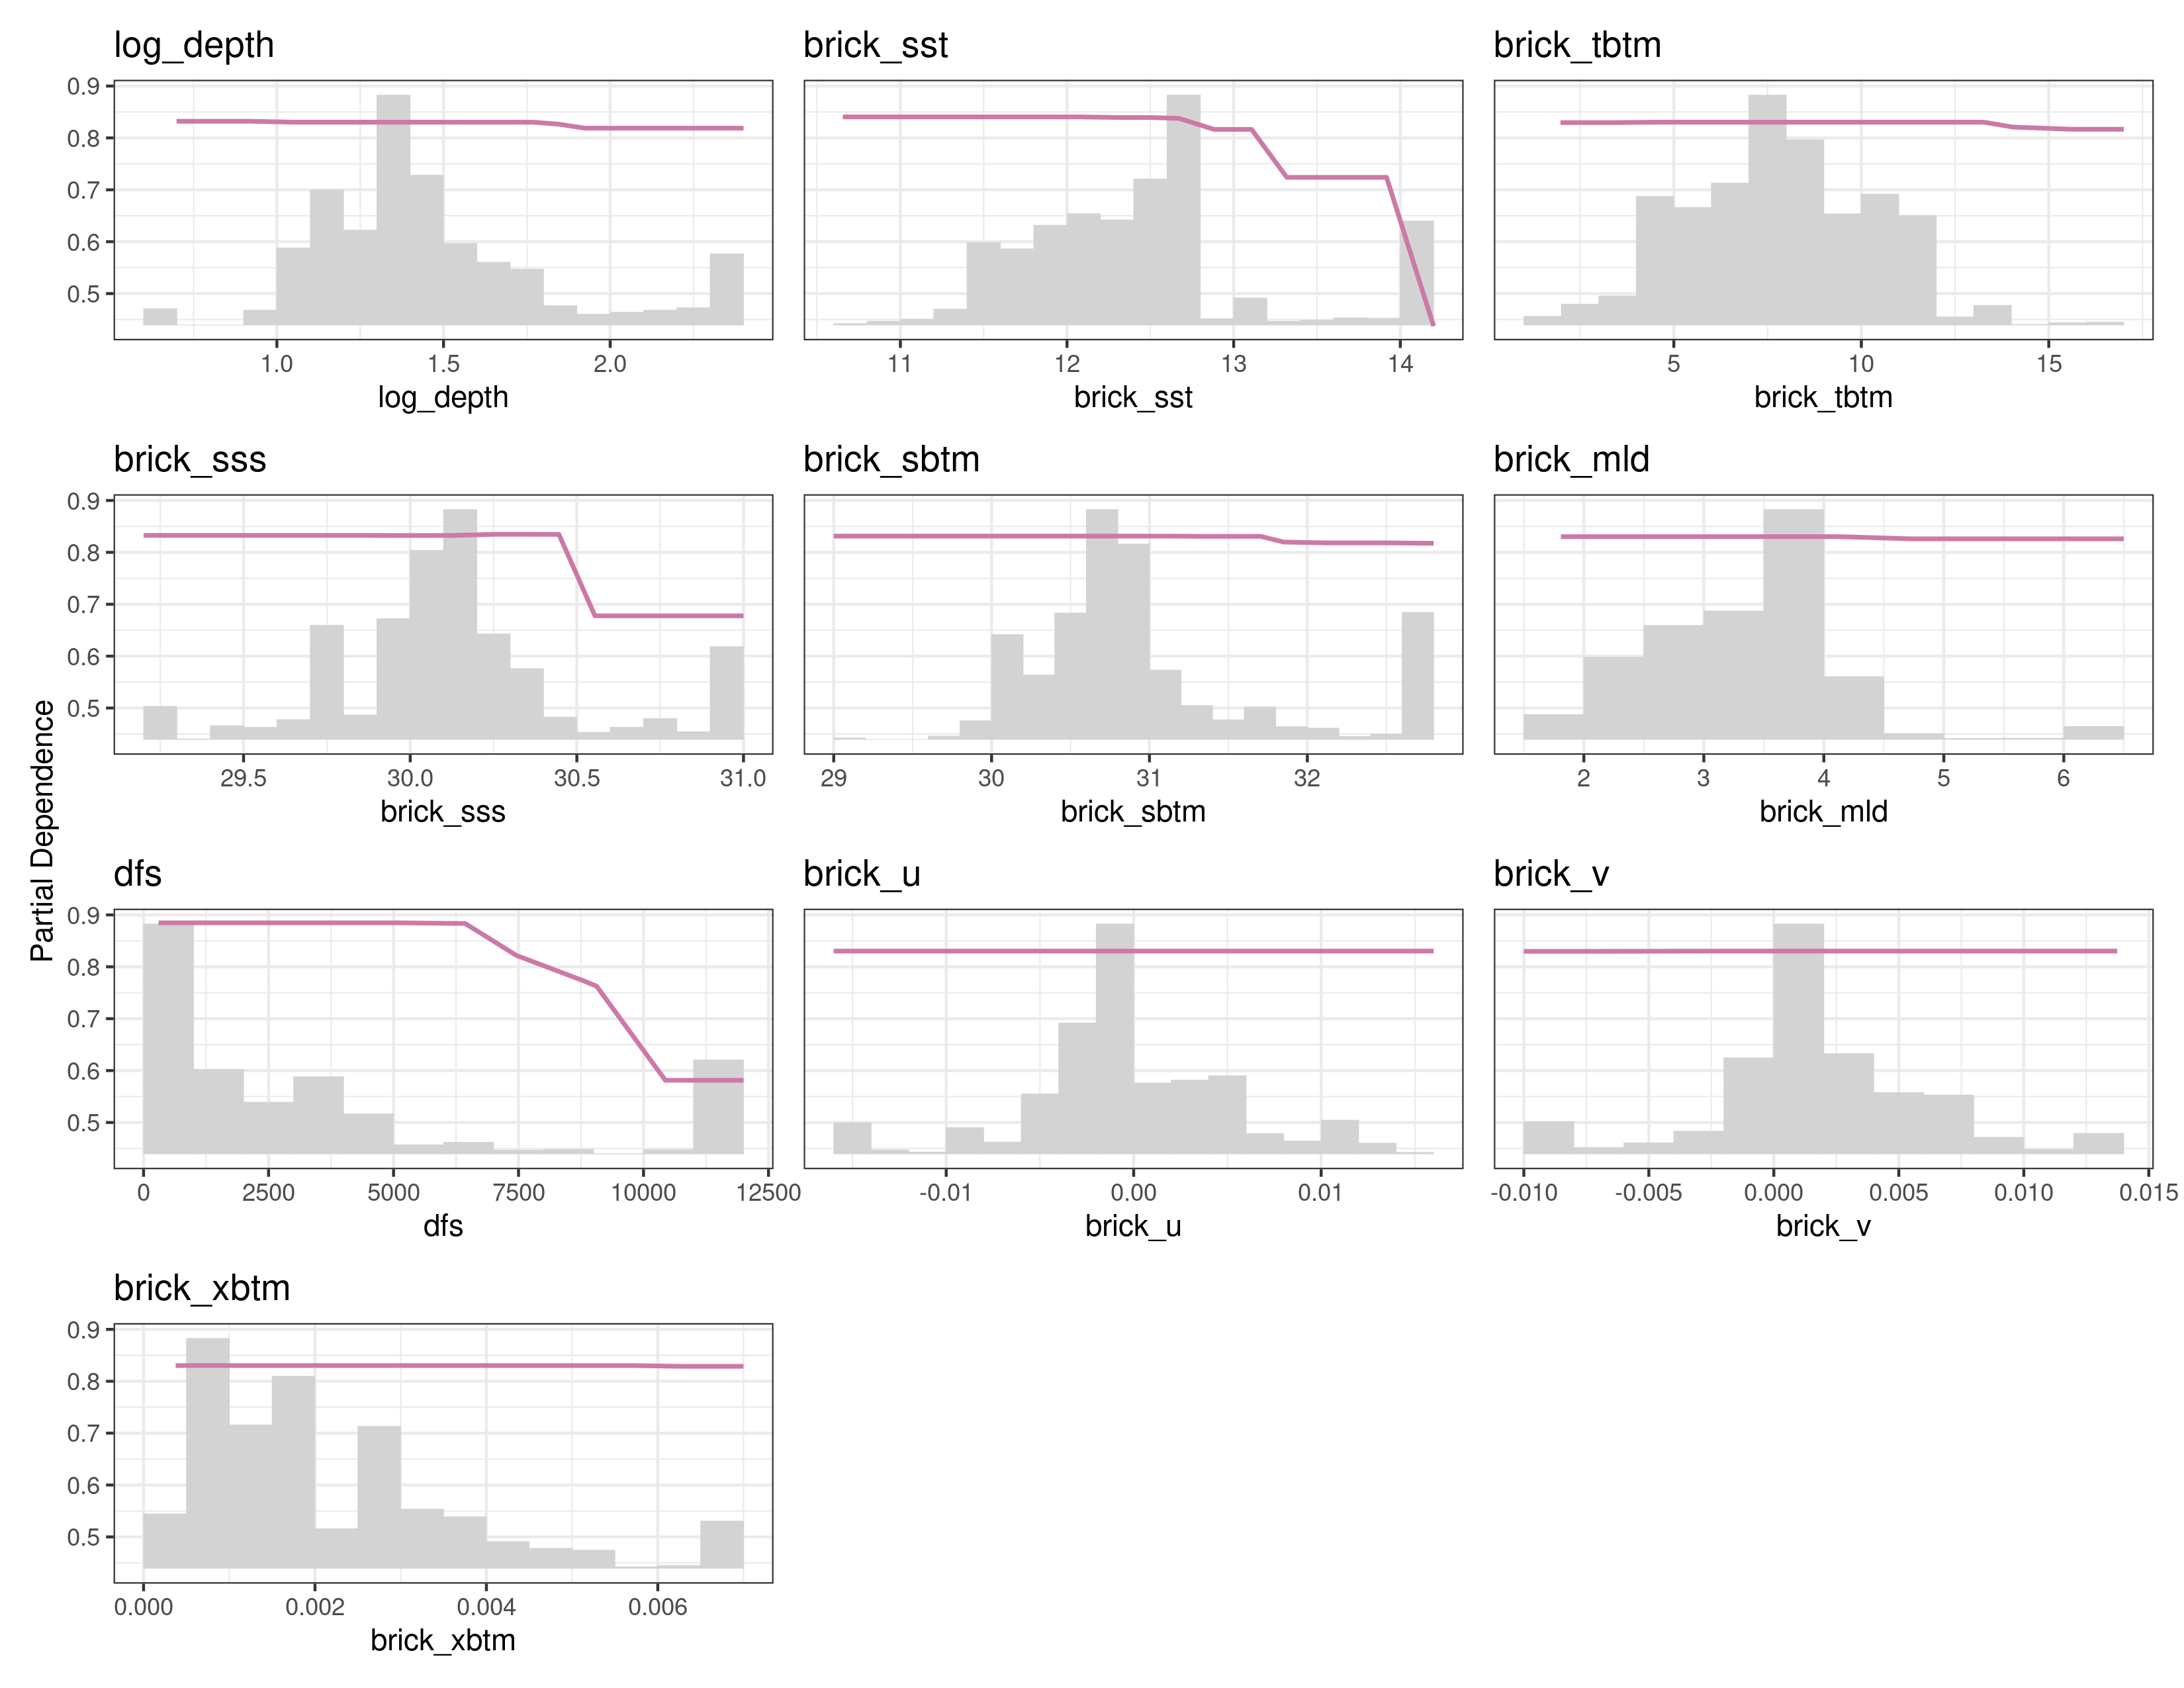 log_depth
brick_sst
brick_tbtm
0.9
0.8
0.7
0.6
0.5
1.0 1.5 2.0
11 12 13 14
5 10 15
log_depth
brick_sst
brick_tbtm
brick_sss
brick_sbtm
brick_mld
0.9
0.8
0.7
0.6
0.5
29.5 30.0 30.5 31.0
29 30 31 32
2 3 4 5 6
brick_sss
brick_sbtm
brick_mld
Partial Dependence
dfs
brick_u
brick_v
0.9
0.8
0.7
0.6
0.5
0 2500 5000 7500 10000 12500
-0.01 0.00 0.01
-0.010 -0.005 0.000 0.005 0.010 0.015
dfs
brick_u
brick_v
brick_xbtm
0.9
0.8
0.7
0.6
0.5
0.000 0.002 0.004 0.006
brick_xbtm